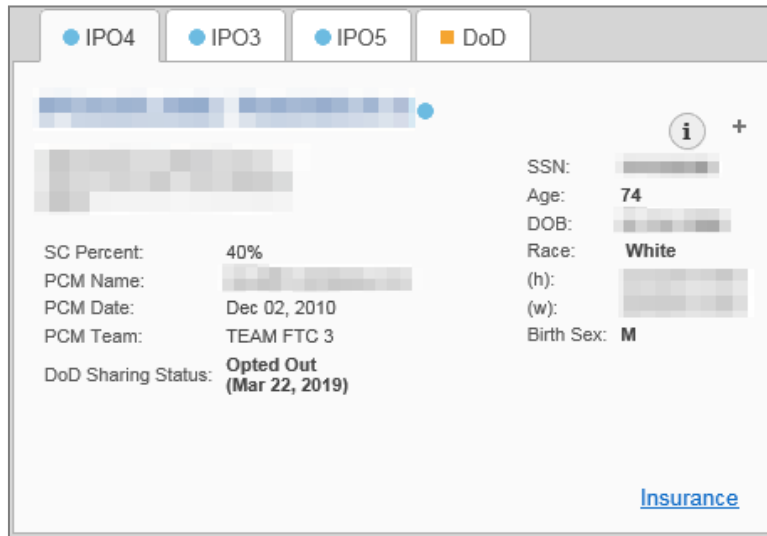 IPO4 IPO3 IPO5 DoD
i +
SSN:
Age: 74
DOB:
Race: White
(h):
(w):
Birth Sex: M
SC Percent: 40%
PCM Name:
PCM Date: Dec 02, 2010
PCM Team: TEAM FTC 3
DoD Sharing Status: Opted Out
(Mar 22, 2019)
Insurance